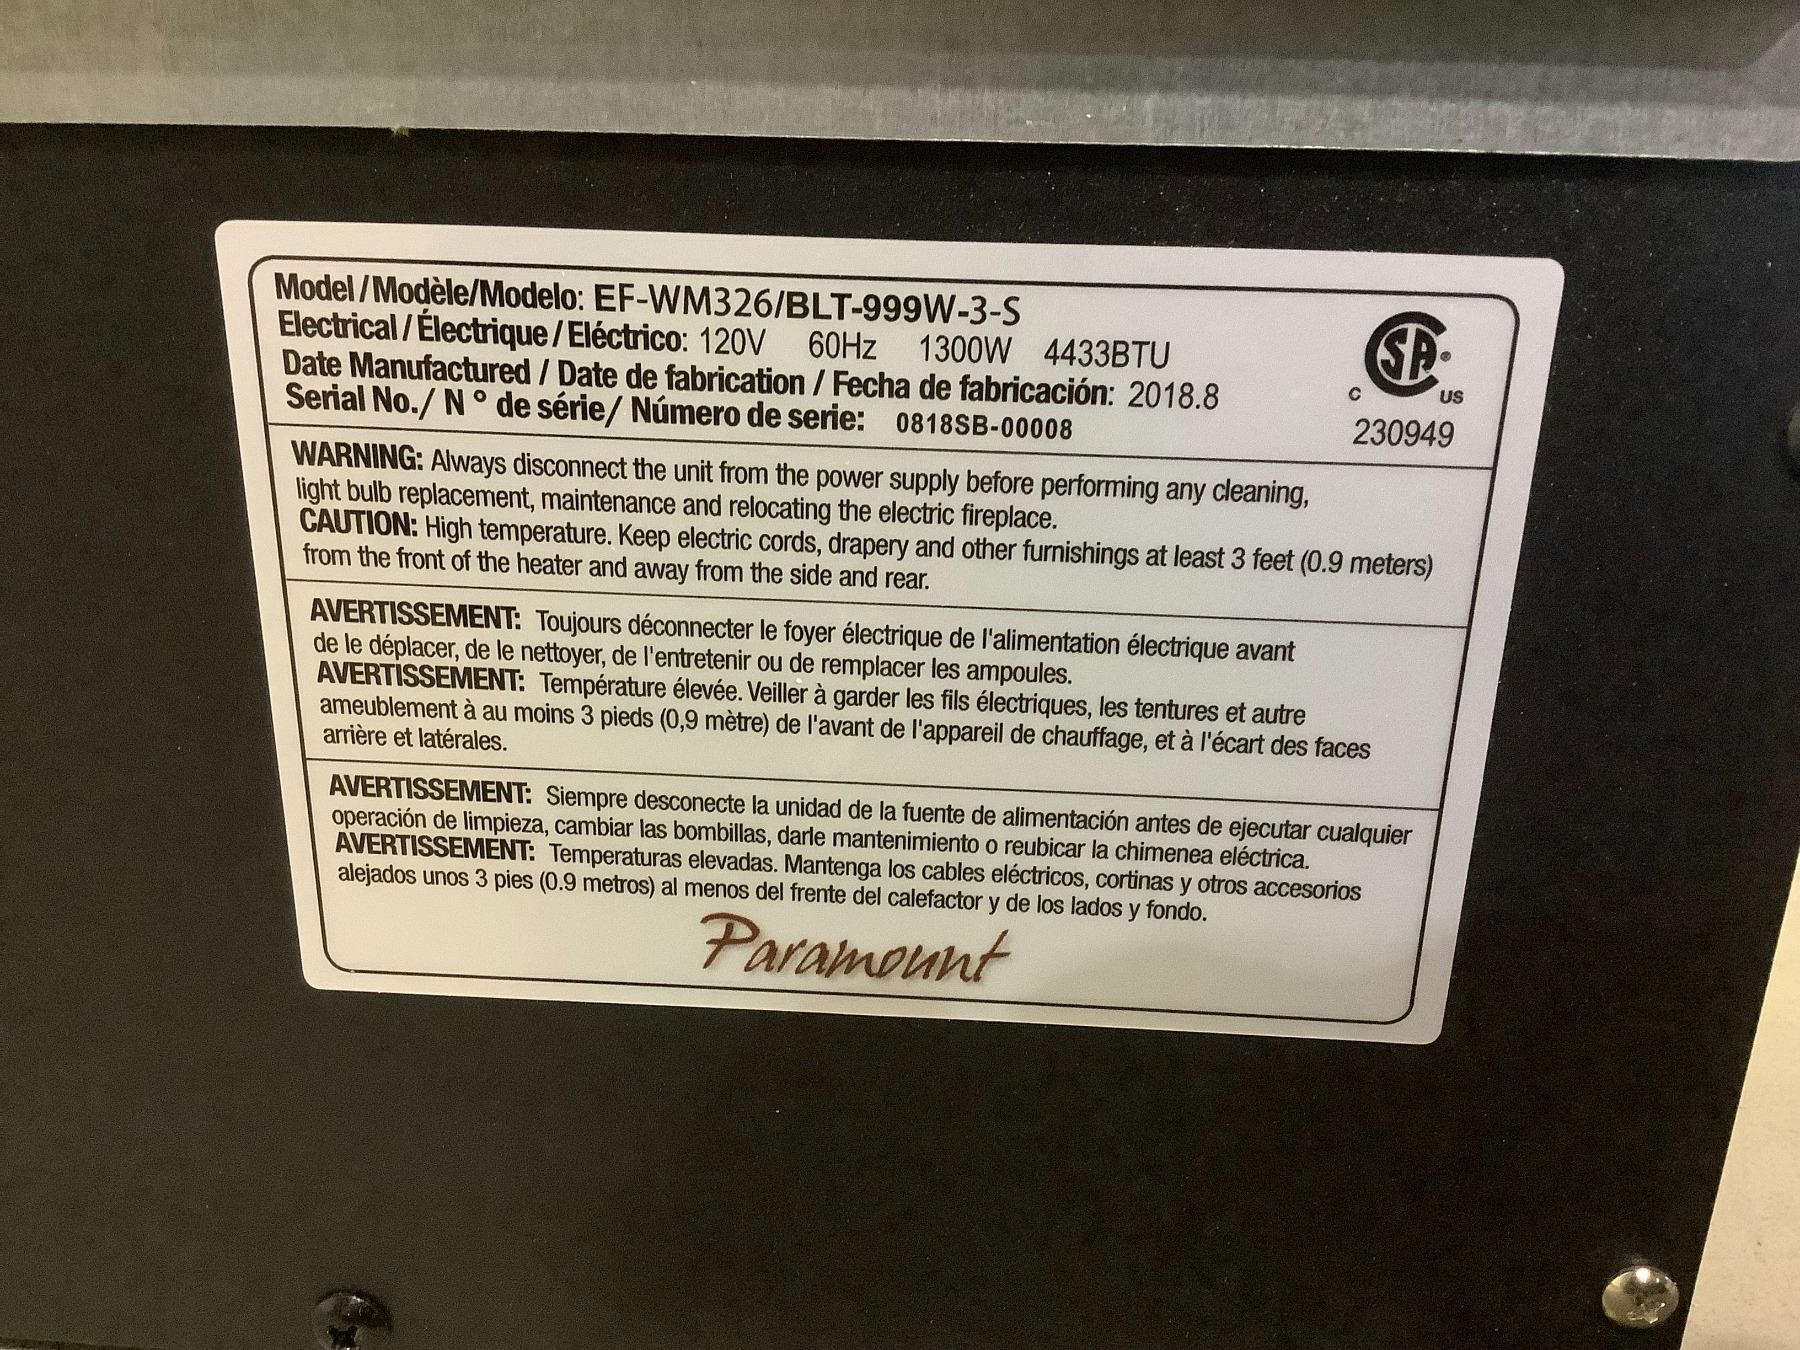 Model/Modèle/Modelo: EF-WM326/BLT-999W-3-S
Electrical/Électrique/Eléctrico: 120V 60Hz 1300W 4433BTU
Date Manufactured / Date de fabrication / Fecha de fabricación: 2018.8
Serial No./ N ° de série/ Número de serie: 0818SB-00008
SA ®
C US
230949
WARNING: Always disconnect the unit from the power supply before performing any cleaning,
light bulb replacement, maintenance and relocating the electric fireplace.
CAUTION: High temperature. Keep electric cords, drapery and other furnishings at least 3 feet (0.9 meters)
from the front of the heater and away from the side and rear.
AVERTISSEMENT: Toujours déconnecter le foyer électrique de l'alimentation électrique avant
de le déplacer, de le nettoyer, de l'entretenir ou de remplacer les ampoules.
AVERTISSEMENT: Température élevée. Veiller à garder les fils électriques, les tentures et autre
ameublement à au moins 3 pieds (0,9 mètre) de l'avant de l'appareil de chauffage, et à l'écart des faces
arrière et latérales.
AVERTISSEMENT: Siempre desconecte la unidad de la fuente de alimentación antes de ejecutar cualquier
operación de limpieza, cambiar las bombillas, darle mantenimiento o reubicar la chimenea eléctrica.
AVERTISSEMENT: Temperaturas elevadas. Mantenga los cables eléctricos, cortinas y otros accesorios
alejados unos 3 pies (0.9 metros) al menos del frente del calefactor y de los lados y fondo.
Paramount